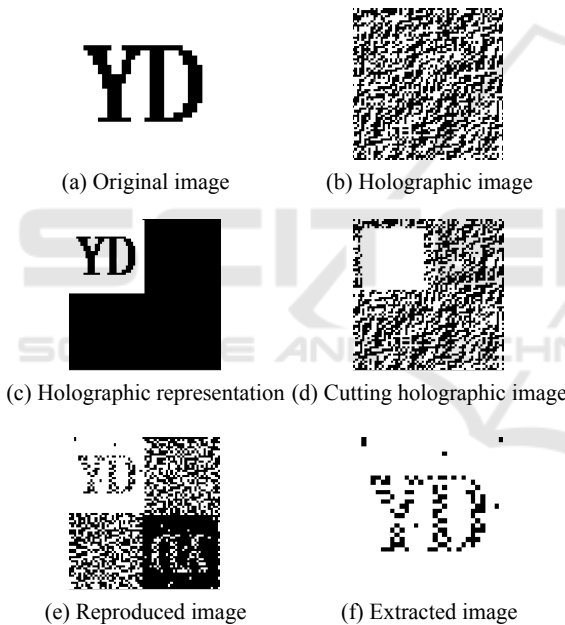 YD
(a) Original image (b) Holographic image
YD
(c) Holographic representation (d) Cutting holographic image
YD
(e) Reproduced image (f) Extracted image
YD